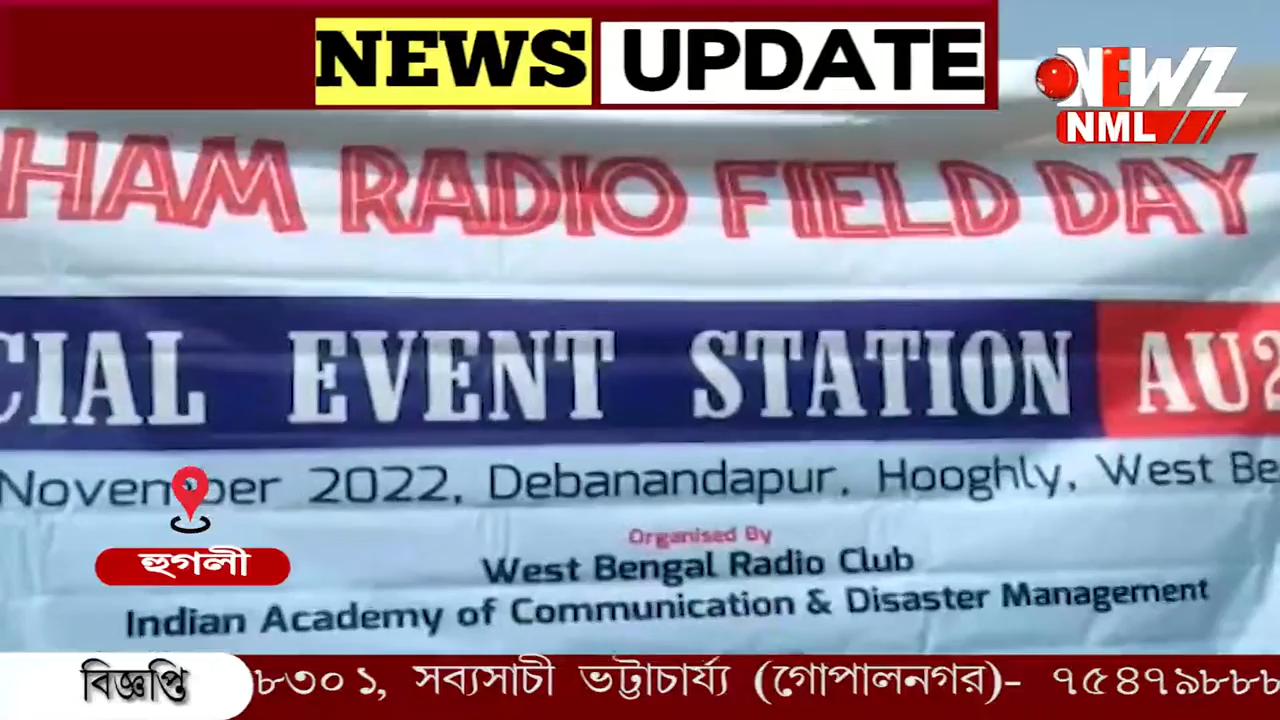 NEWS UPDATE
NEWZ
NML
HAM RADIO FIELD DAY
CIAL EVENT STATION AU2
November 2022, Debanandapur, Hooghly, West Be
Organised By
হুগলী
West Bengal Radio Club
Indian Academy of Communication & Disaster Management
বিজ্ঞপ্তি
৮৩০১, সব্যসাচী ভট্টাচার্য্য (গোপালনগর)- ৭৫৪৭৯৮৮৮